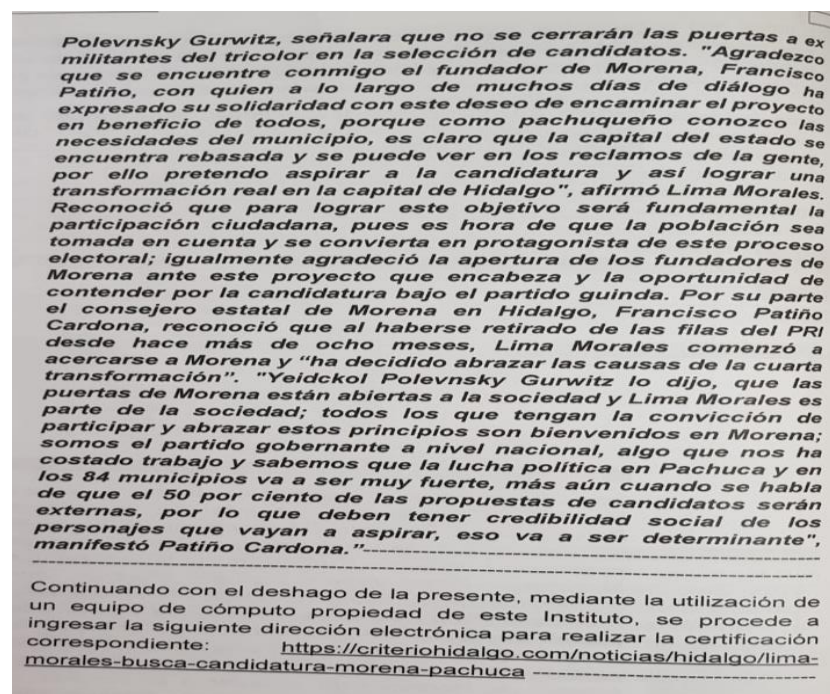 Polevnsky Gurwitz, señalara que no se cerrarán las puertas a ex
militantes del tricolor en la selección de candidatos. "Agradezco
que se encuentre conmigo el fundador de Morena, Francisco
Patiño, con quien a lo largo de muchos días de diálogo ha
expresado su solidaridad con este deseo de encaminar el proyecto
en beneficio de todos, porque como pachuqueño conozco las
necesidades del municipio, es claro que la capital del estado se
encuentra rebasada y se puede ver en los reclamos de la gente,
por ello pretendo aspirar a la candidatura y así lograr una
transformación real en la capital de Hidalgo", afirmó Lima Morales.
Reconoció que para lograr este objetivo será fundamental la
participación ciudadana, pues es hora de que la población sea
tomada en cuenta y se convierta en protagonista de este proceso
electoral; igualmente agradeció la apertura de los fundadores de
Morena ante este proyecto que encabeza y la oportunidad de
contender por la candidatura bajo el partido guinda. Por su parte
el consejero estatal de Morena en Hidalgo, Francisco Patiño
Cardona, reconoció que al haberse retirado de las filas del PRI
desde hace más de ocho meses, Lima Morales comenzó a
acercarse a Morena y "ha decidido abrazar las causas de la cuarta
transformación". "Yeidckol Polevnsky Gurwitz lo dijo, que las
puertas de Morena están abiertas a la sociedad y Lima Morales es
parte de la sociedad; todos los que tengan la convicción de
participar y abrazar estos principios son bienvenidos en Morena;
somos el partido gobernante a nivel nacional, algo que nos ha
costado trabajo y sabemos que la lucha política en Pachuca y en
los 84 municipios va a ser muy fuerte, más aún cuando se habla
de que el 50 por ciento de las propuestas de candidatos serán
externas, por lo que deben tener credibilidad social de los
personajes que vayan a aspirar, eso va a ser determinante",
manifestó Patiño Cardona."------------------------------------------------
--------------------------------------------------------------------------------
Continuando con el deshago de la presente, mediante la utilización de
un equipo de cómputo propiedad de este Instituto, se procede a
ingresar la siguiente dirección electrónica para realizar la certificación
correspondiente: https://criteriohidalgo.com/noticias/hidalgo/lima-
morales-busca-candidatura-morena-pachuca ------------------------------